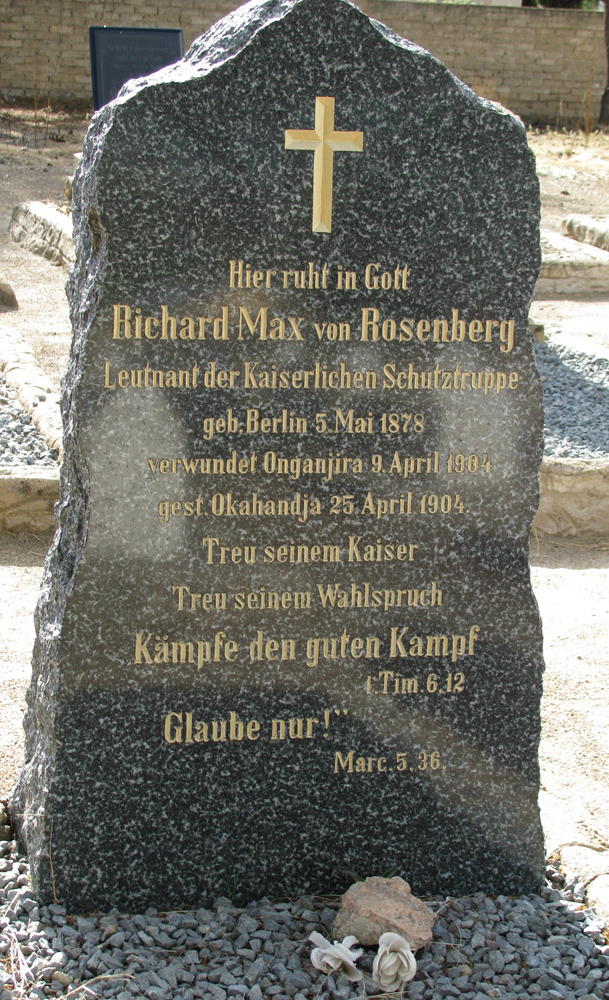 Hier ruht in Gott
Richard Max von Rosenberg
Leutnant der Kaiserlichen Schutztruppe
geb. Berlin 5. Mai 1878
verwundet Onganjira 9. April 1904
gest. Okahandja 25. April 1904.
Treu seinem Kaiser
Treu seinem Wahlspruch
Kämpfe den guten Kampf
1. Tim. 6. 12
Glaube nur!"
Marc. 5. 36.